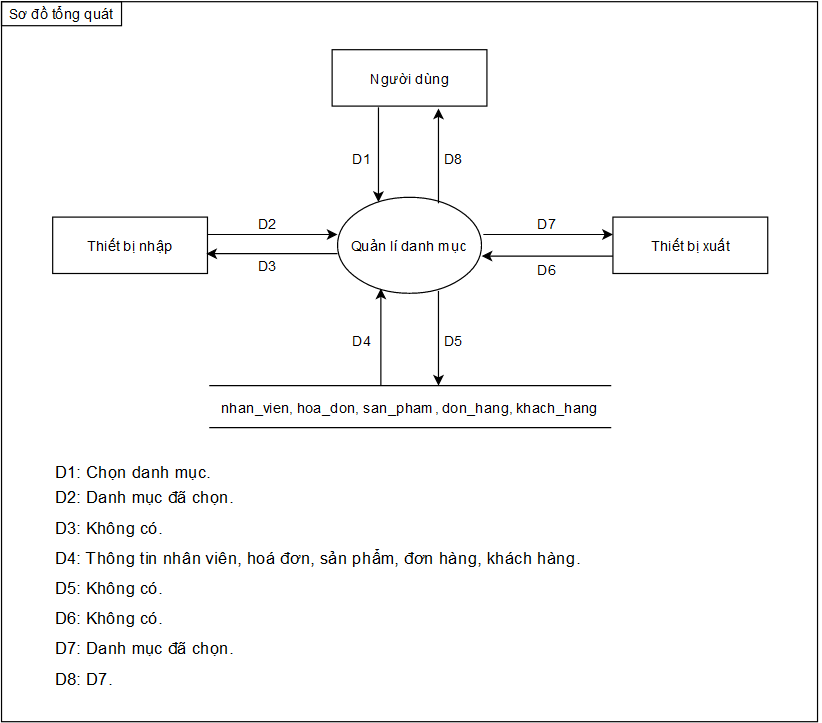 Sơ đồ tổng quát
Người dùng
D1
D8
Thiết bị nhập
D2
D3
Quản lí danh mục
D7
D6
Thiết bị xuất
D4
D5
nhan_vien, hoa_don, san_pham, don_hang, khach_hang
D1: Chọn danh mục.
D2: Danh mục đã chọn.
D3: Không có.
D4: Thông tin nhân viên, hoá đơn, sản phẩm, đơn hàng, khách hàng.
D5: Không có.
D6: Không có.
D7: Danh mục đã chọn.
D8: D7.